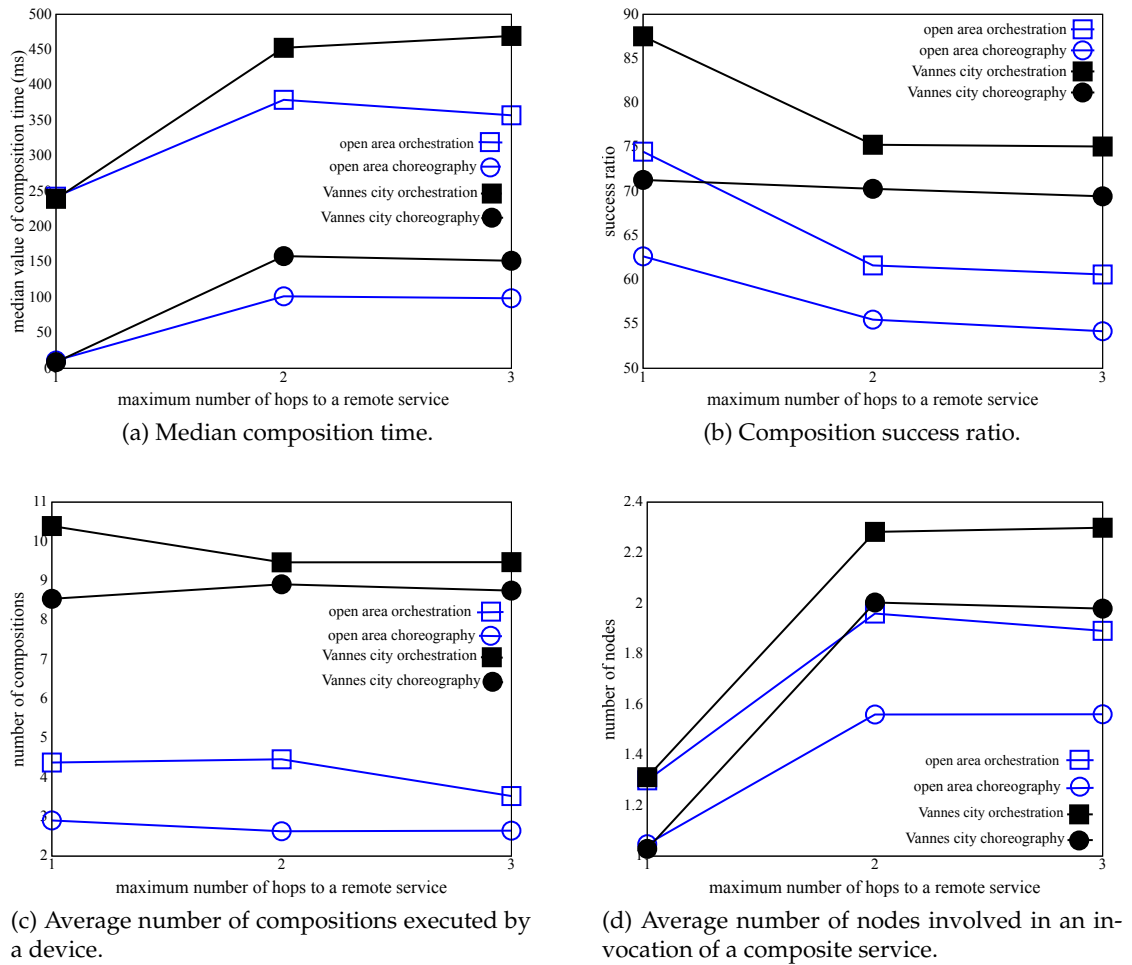 500
450
400
350
300
250
200
150
100
50
0
median value of composition time (ms)
open area orchestration
open area choreography
Vannes city orchestration
Vannes city choreography
1
2
3
maximum number of hops to a remote service
(a) Median composition time.
90
85
80
75
70
65
60
55
50
success ratio
open area orchestration
open area choreography
Vannes city orchestration
Vannes city choreography
1
2
3
maximum number of hops to a remote service
(b) Composition success ratio.
11
10
9
8
7
6
5
4
3
2
number of compositions
open area orchestration
open area choreography
Vannes city orchestration
Vannes city choreography
1
2
3
maximum number of hops to a remote service
(c) Average number of compositions executed by
a device.
2.4
2.2
2
1.8
1.6
1.4
1.2
1
number of nodes
open area orchestration
open area choreography
Vannes city orchestration
Vannes city choreography
1
2
3
maximum number of hops to a remote service
(d) Average number of nodes involved in an in-
vocation of a composite service.